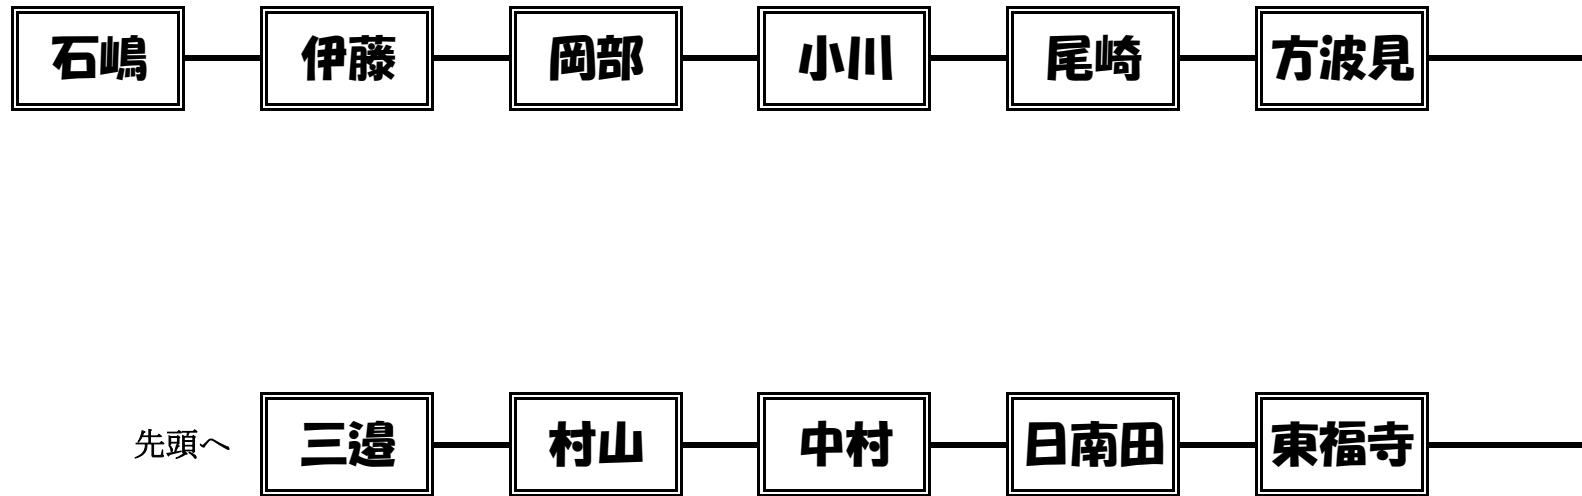 石嶋 伊藤 岡部 小川 尾崎 方波見
先頭へ 三邉 村山 中村 日南田 東福寺